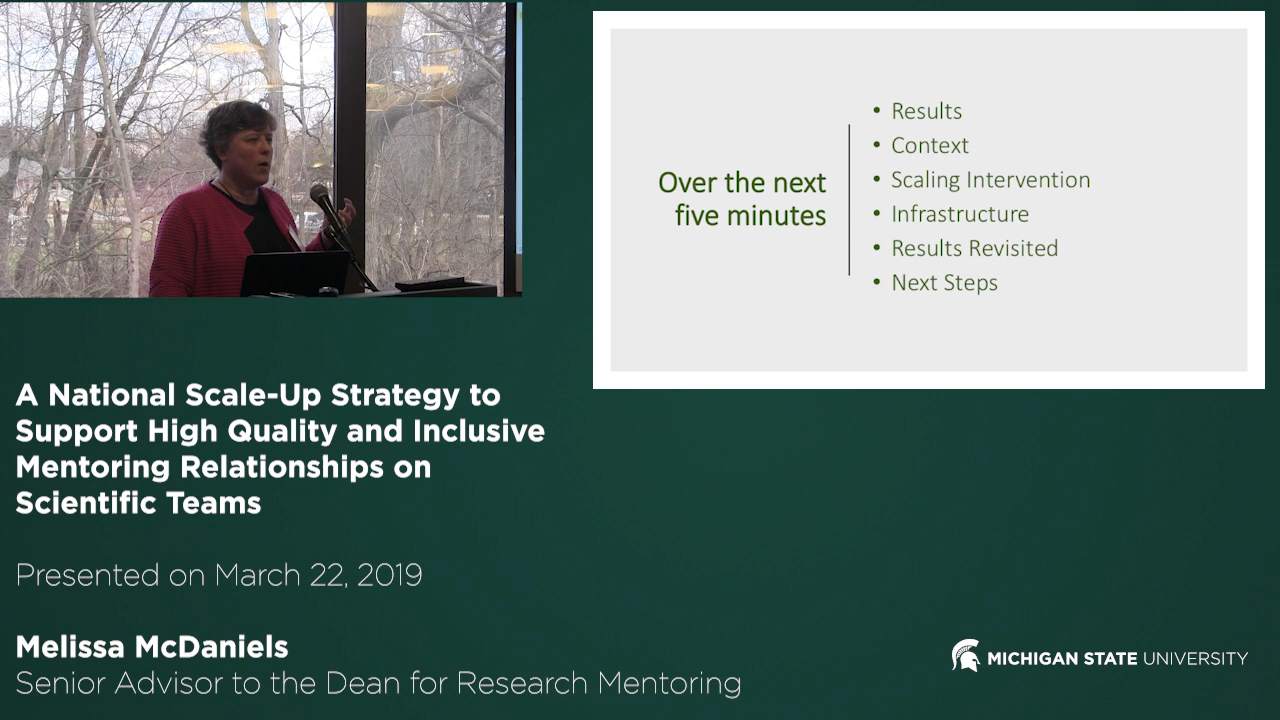 Over the next
five minutes
• Results
• Context
• Scaling Intervention
• Infrastructure
• Results Revisited
• Next Steps
A National Scale-Up Strategy to
Support High Quality and Inclusive
Mentoring Relationships on
Scientific Teams
Presented on March 22, 2019
Melissa McDaniels
Senior Advisor to the Dean for Research Mentoring
MICHIGAN STATE UNIVERSITY